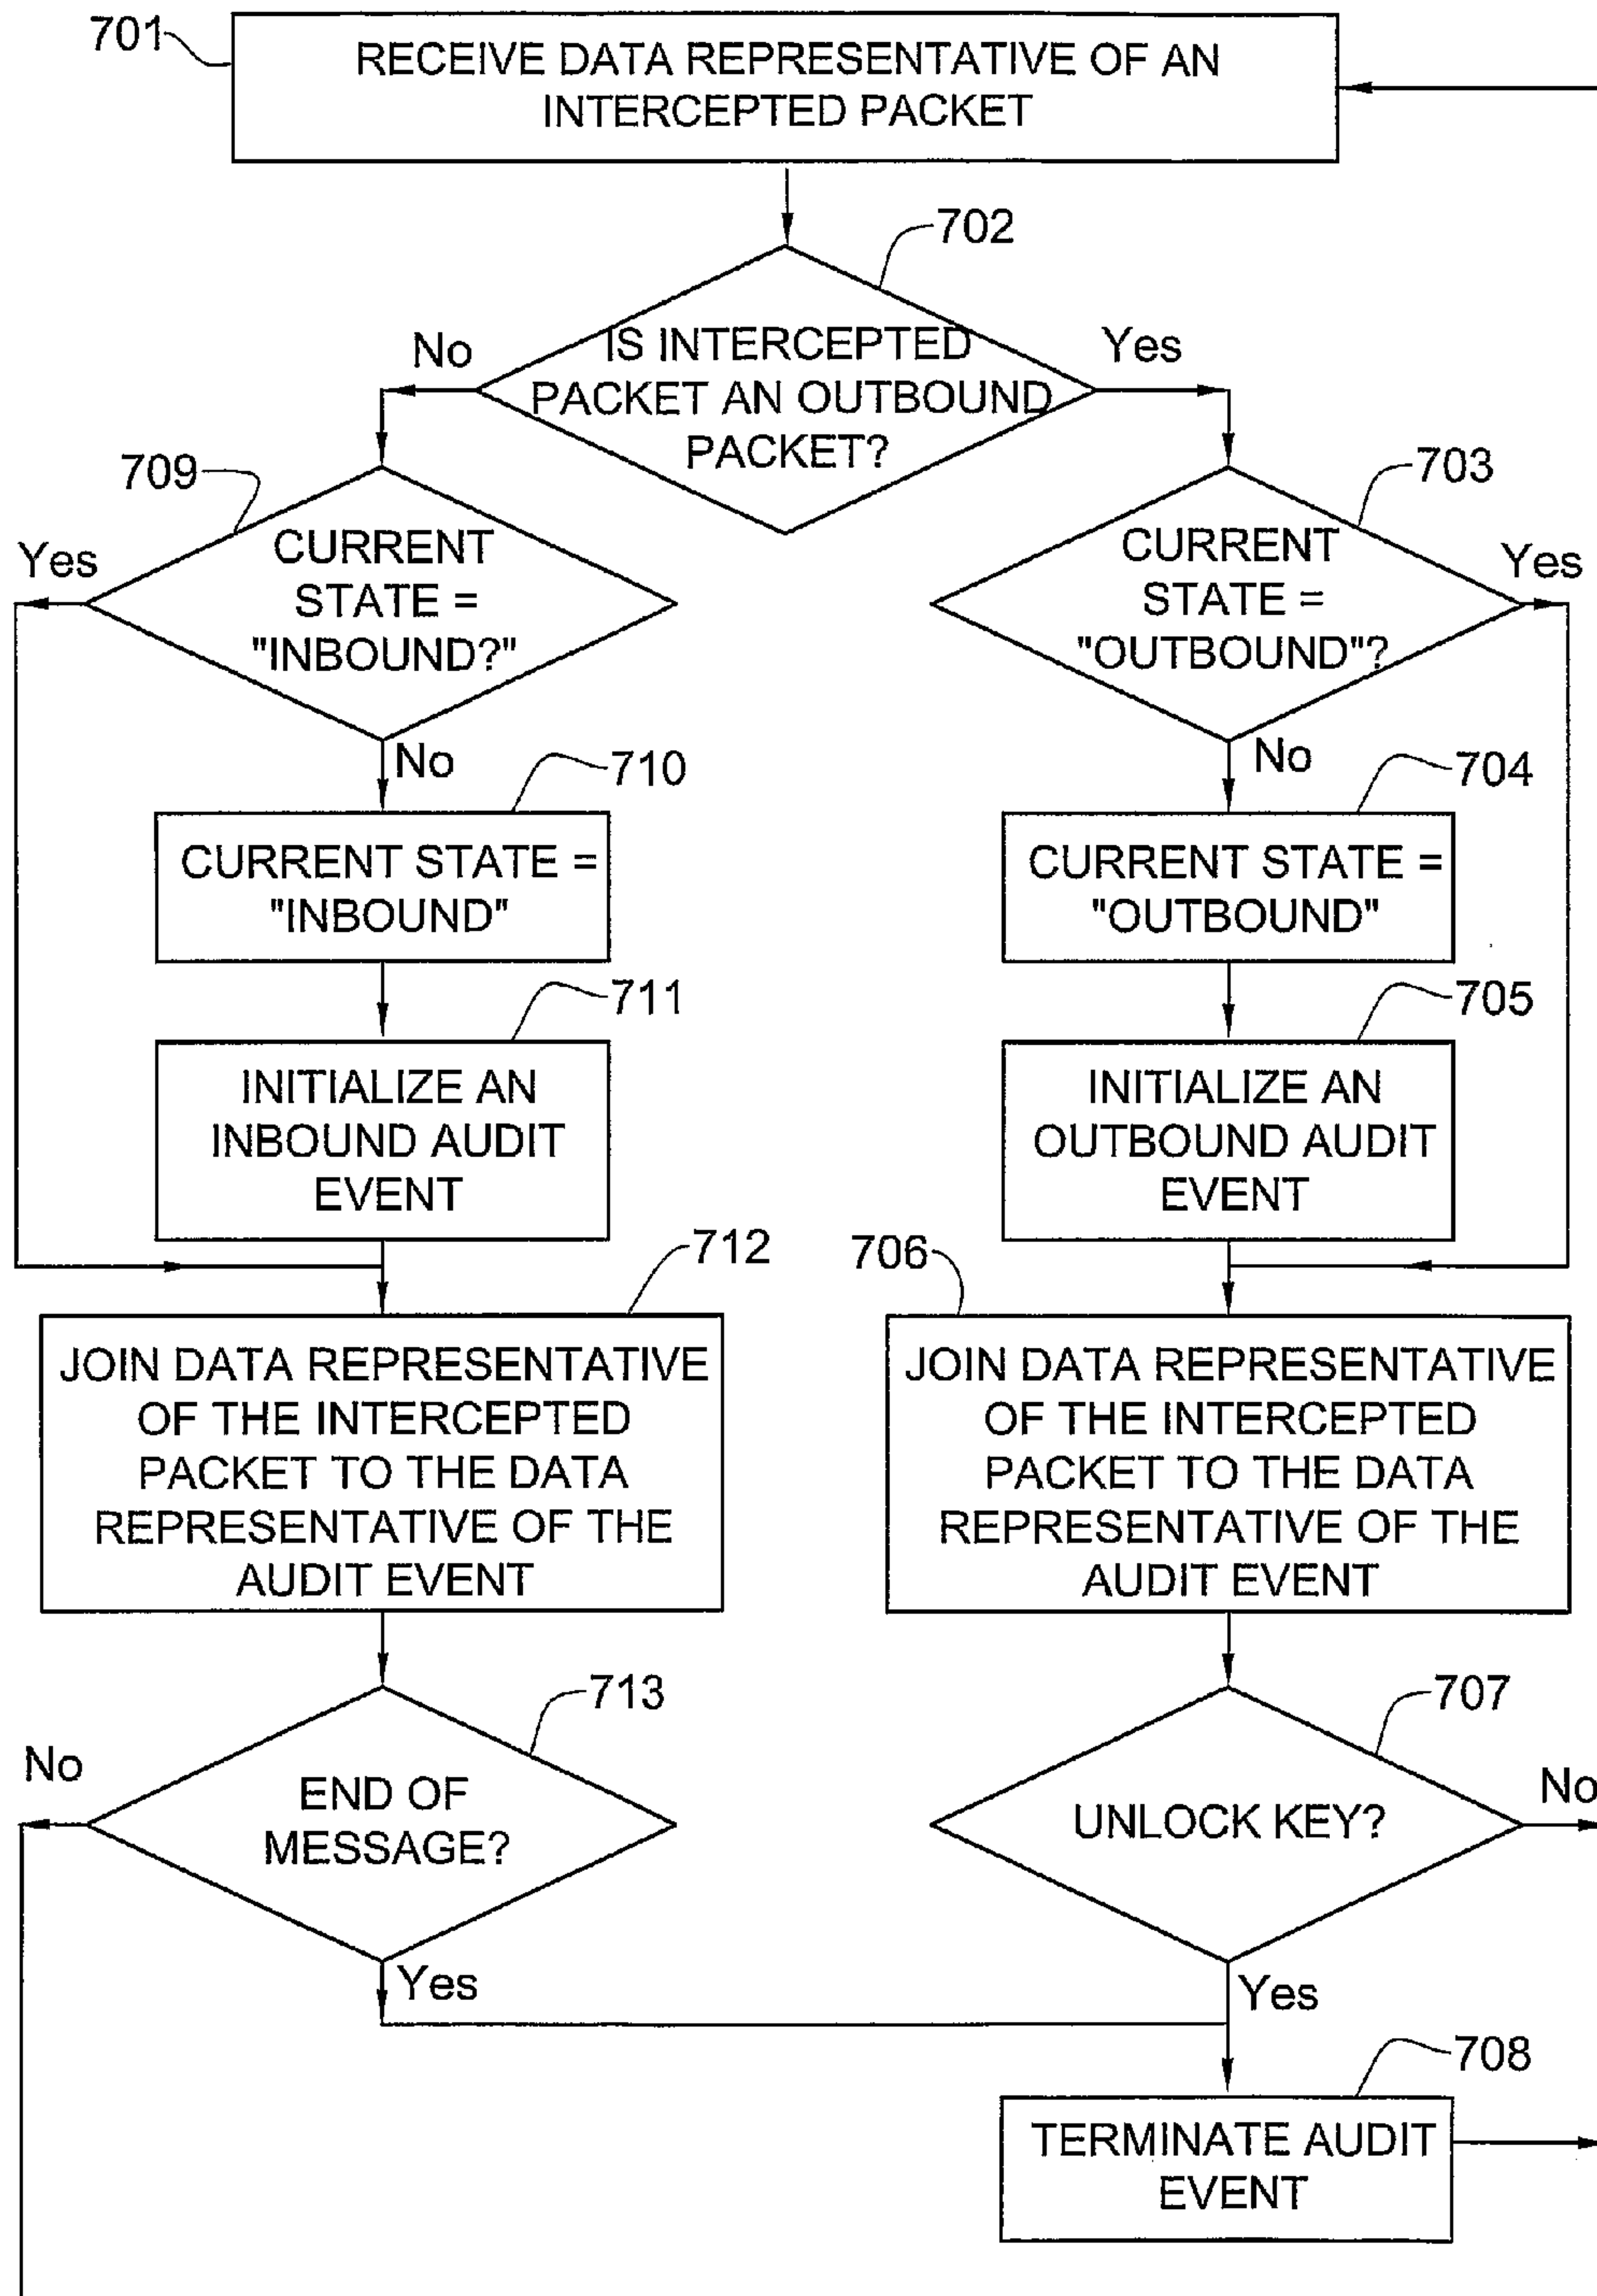 701
RECEIVE DATA REPRESENTATIVE OF AN
INTERCEPTED PACKET
702
No
IS INTERCEPTED
PACKET AN OUTBOUND
PACKET?
Yes
709
703
Yes
CURRENT
STATE =
"INBOUND?"
CURRENT
STATE =
"OUTBOUND"?
Yes
No
710
No
704
CURRENT STATE =
"INBOUND"
CURRENT STATE =
"OUTBOUND"
711
705
INITIALIZE AN
INBOUND AUDIT
EVENT
INITIALIZE AN
OUTBOUND AUDIT
EVENT
712
706
JOIN DATA REPRESENTATIVE
OF THE INTERCEPTED
PACKET TO THE DATA
REPRESENTATIVE OF THE
AUDIT EVENT
JOIN DATA REPRESENTATIVE
OF THE INTERCEPTED
PACKET TO THE DATA
REPRESENTATIVE OF THE
AUDIT EVENT
713
707
No
END OF
MESSAGE?
UNLOCK KEY?
No
Yes
Yes
708
TERMINATE AUDIT
EVENT